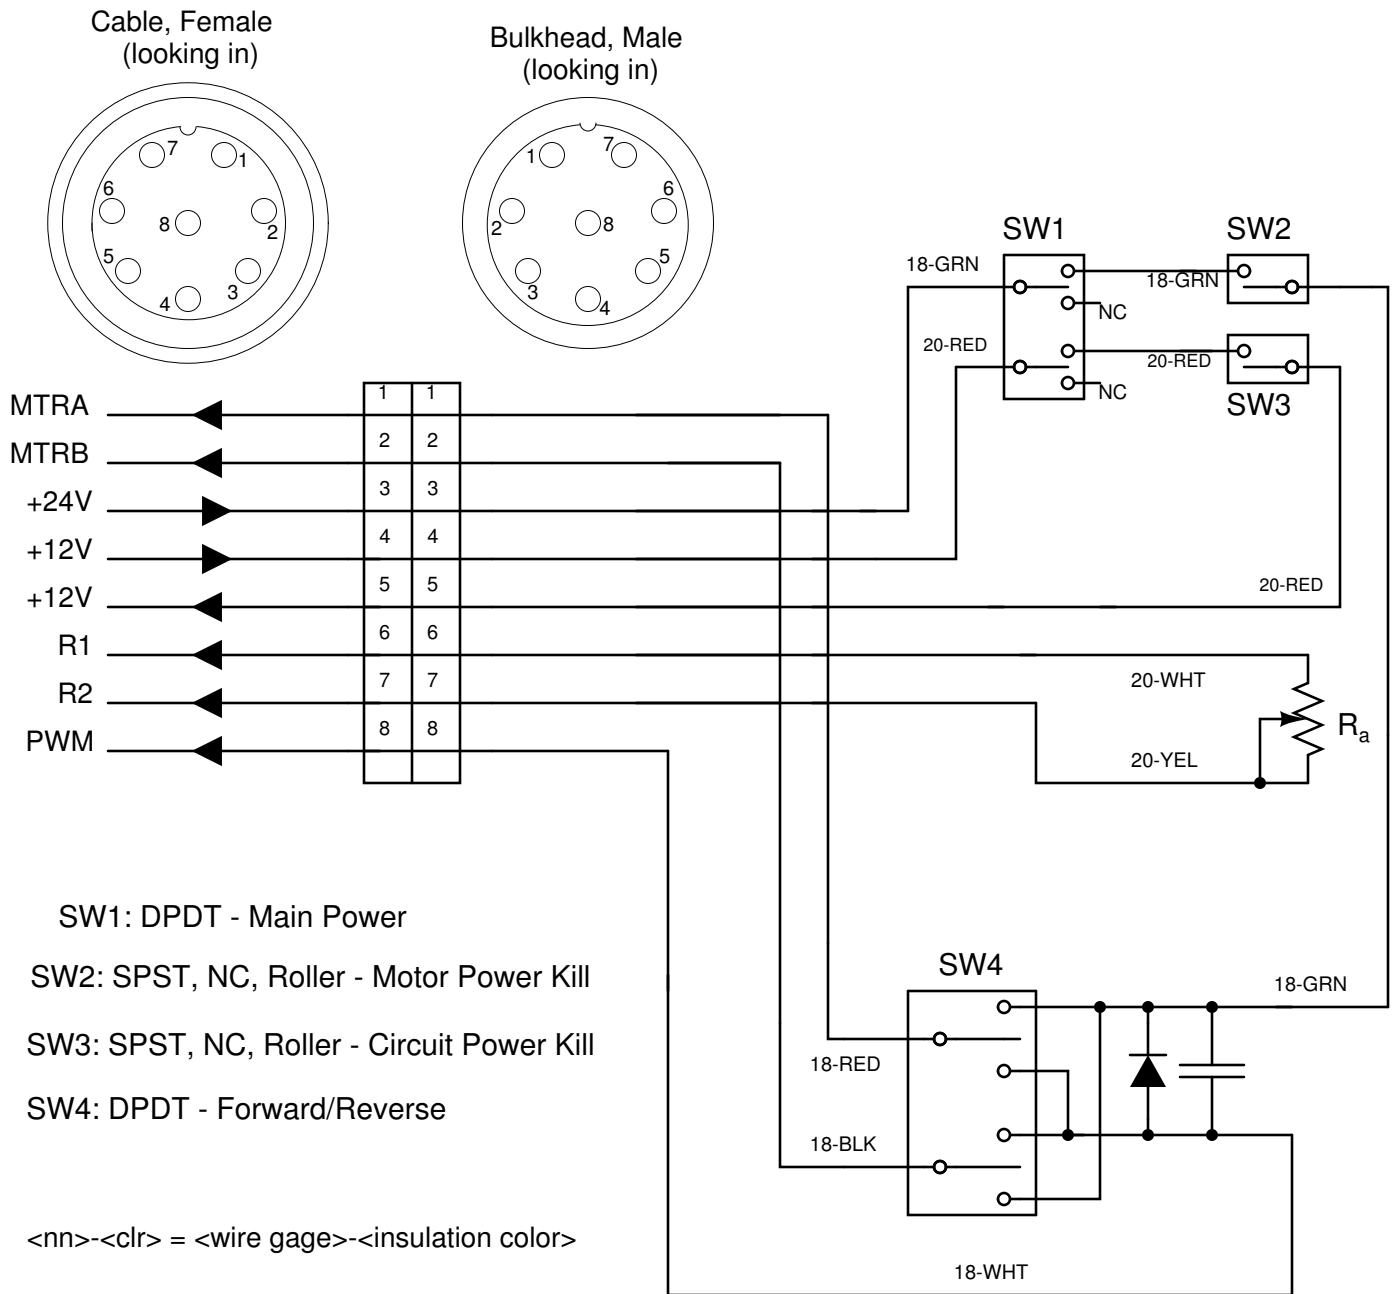 Cable, Female
(looking in)
Bulkhead, Male
(looking in)
7
1
6
8
2
5
4
3
1
7
2
8
6
3
4
5
SW1
SW2
18-GRN
18-GRN
NC
20-RED
20-RED
NC
SW3
MTRA
1 1
MTRB
2 2
+24V
3 3
+12V
4 4
+12V
5 5
20-RED
R1
6 6
20-WHT
R2
7 7
Ra
PWM
8 8
20-YEL
SW1: DPDT - Main Power
SW2: SPST, NC, Roller - Motor Power Kill
SW3: SPST, NC, Roller - Circuit Power Kill
SW4: DPDT - Forward/Reverse
SW4
18-GRN
18-RED
18-BLK
<nn>-<clr> = <wire gage>-<insulation color>
18-WHT